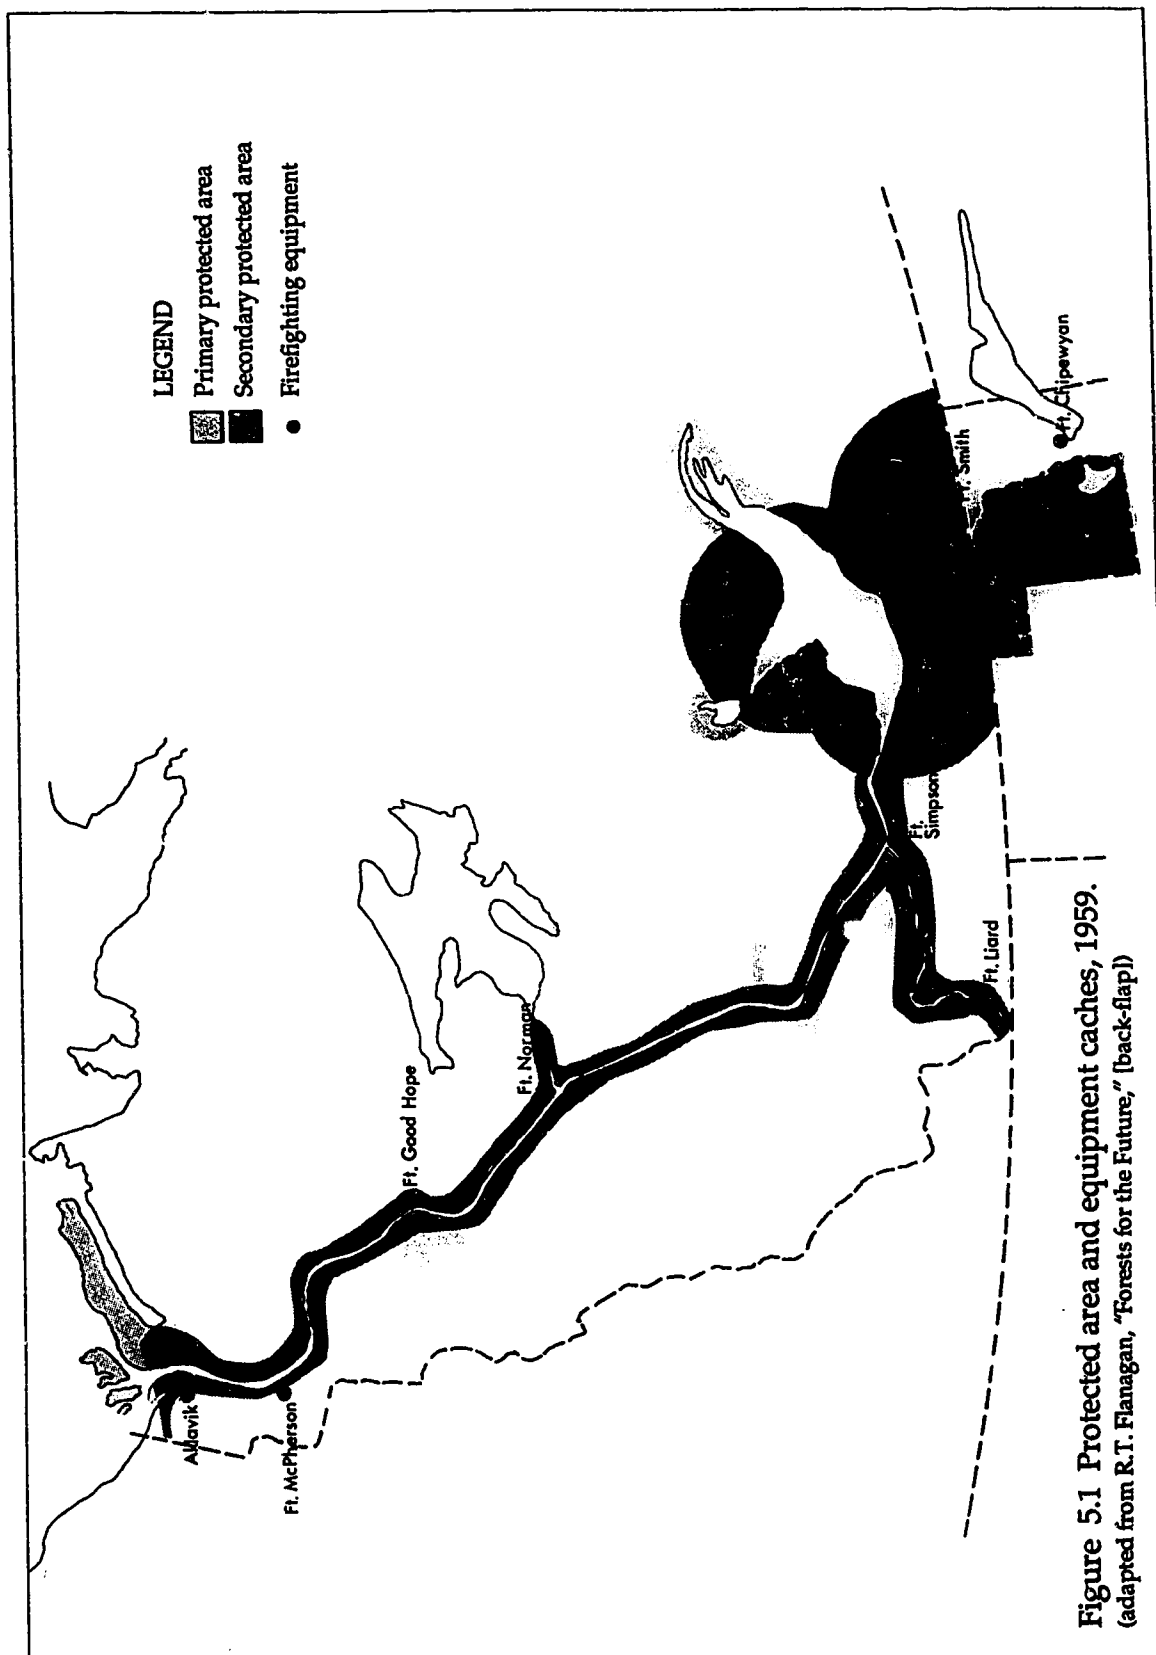 LEGEND
Primary protected area
Secondary protected area
Firefighting equipment
Aklavik
Ft. McPherson
Ft. Good Hope
Ft. Norman
Ft.
Simpson
Ft. Liard
Smith
Ft. Chipewyan
Figure 5.1 Protected area and equipment caches, 1959.
(adapted from R.T. Flanagan, "Forests for the Future," [back-flap])